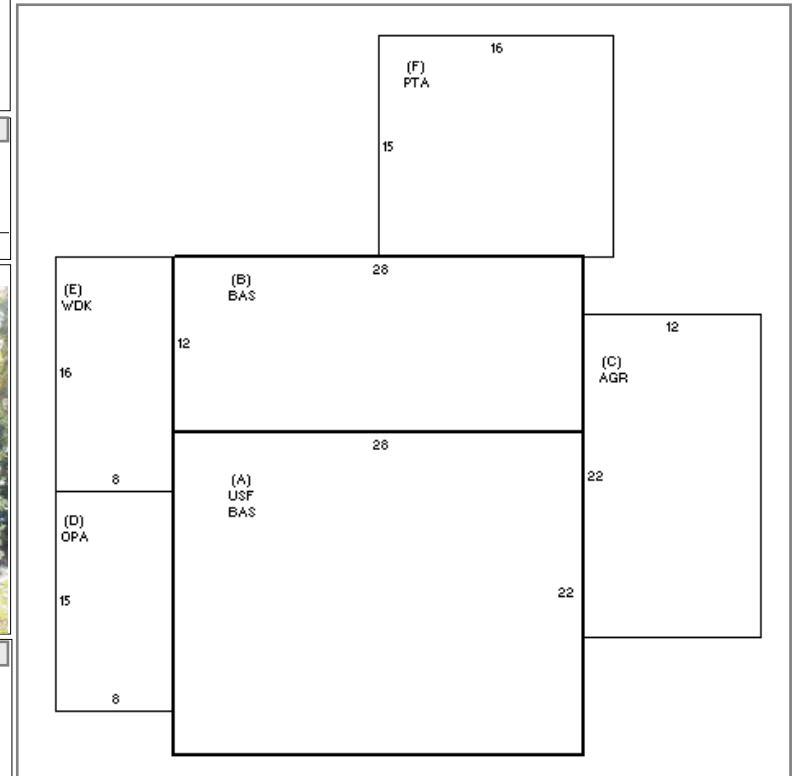 16
(F)
PTA
15
28
(B)
BAS
(E)
WDK
12
12
16
(C)
AGR
28
8
(A)
USF
BAS
22
(D)
OPA
15
22
8